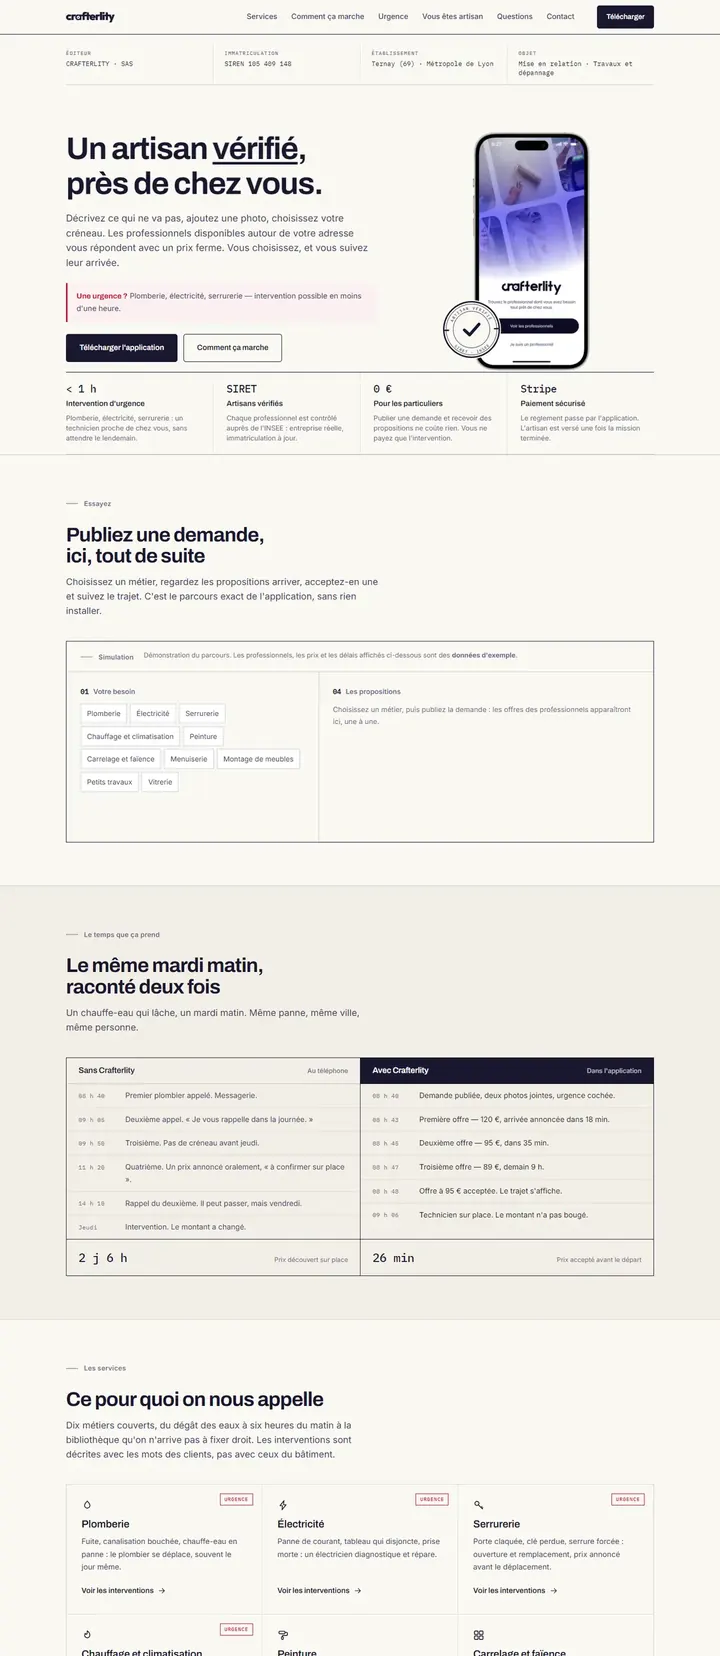 crafterlity
Services Comment ça marche Urgence Vous êtes artisan Questions Contact Télécharger
ÉDITEUR
CRAFTERLITY · SAS
IMMATRICULATION
SIREN 105 409 148
ÉTABLISSEMENT
Ternay (69) · Métropole de Lyon
OBJET
Mise en relation · Travaux et
dépannage
Un artisan vérifié,
près de chez vous.
Décrivez ce qui ne va pas, ajoutez une photo, choisissez votre
créneau. Les professionnels disponibles autour de votre adresse
vous répondent avec un prix ferme. Vous choisissez, et vous suivez
leur arrivée.
Une urgence ? Plomberie, électricité, serrurerie — intervention possible en moins
d'une heure.
Télécharger l'application
Comment ça marche
crafterlity
Trouvez le professionnel dont vous avez besoin
tout près de chez vous.
Voir les professionnels
Je suis un professionnel
ARTISAN VÉRIFIÉ
< 1 h
Intervention d'urgence
Plomberie, électricité, serrurerie : un
technicien proche de chez vous, sans
attendre le lendemain.
SIRET
Artisans vérifiés
Chaque professionnel est contrôlé
auprès de l'INSEE : entreprise réelle,
immatriculation à jour.
0 €
Pour les particuliers
Publier une demande et recevoir des
propositions ne coûte rien. Vous ne
payez que l'intervention.
Stripe
Paiement sécurisé
Le règlement passe par l'application.
L'artisan est versé une fois la mission
terminée.
Essayez
Publiez une demande,
ici, tout de suite
Choisissez un métier, regardez les propositions arriver, acceptez-en une
et suivez le trajet. C'est le parcours exact de l'application, sans rien
installer.
Simulation Démonstration du parcours. Les professionnels, les prix et les délais affichés ci-dessous sont des données d'exemple.
01 Votre besoin
Plomberie Électricité Serrurerie
Chauffage et climatisation Peinture
Carrelage et faïence Menuiserie Montage de meubles
Petits travaux Vitrerie
04 Les propositions
Choisissez un métier, puis publiez la demande : les offres des professionnels apparaîtront
ici, une à une.
Le temps que ça prend
Le même mardi matin,
raconté deux fois
Un chauffe-eau qui lâche, un mardi matin. Même panne, même ville,
même personne.
Sans Crafterlity Au téléphone
08 h 40 Premier plombier appelé. Messagerie.
09 h 05 Deuxième appel. « Je vous rappelle dans la journée. »
09 h 50 Troisième. Pas de créneau avant jeudi.
11 h 20 Quatrième. Un prix annoncé oralement, « à confirmer sur place
».
14 h 10 Rappel du deuxième. Il peut passer, mais vendredi.
Jeudi Intervention. Le montant a changé.
2 j 6 h Prix découvert sur place
Avec Crafterlity Dans l'application
08 h 40 Demande publiée, deux photos jointes, urgence cochée.
08 h 43 Première offre — 120 €, arrivée annoncée dans 18 min.
08 h 45 Deuxième offre — 95 €, dans 35 min.
08 h 47 Troisième offre — 89 €, demain 9 h.
08 h 48 Offre à 95 € acceptée. Le trajet s'affiche.
09 h 06 Technicien sur place. Le montant n'a pas bougé.
26 min Prix accepté avant le départ
Les services
Ce pour quoi on nous appelle
Dix métiers couverts, du dégât des eaux à six heures du matin à la
bibliothèque qu'on n'arrive pas à fixer droit. Les interventions sont
décrites avec les mots des clients, pas avec ceux du bâtiment.
URGENCE
Plomberie
Fuite, canalisation bouchée, chauffe-eau en
panne : le plombier se déplace, souvent le
jour même.
Voir les interventions →
URGENCE
Électricité
Panne de courant, tableau qui disjoncte, prise
morte : un électricien diagnostique et répare.
Voir les interventions →
URGENCE
Serrurerie
Porte claquée, clé perdue, serrure forcée :
ouverture et remplacement, prix annoncé
avant le déplacement.
Voir les interventions →
URGENCE
Chauffage et climatisation
Peinture
Carrelage et faïence